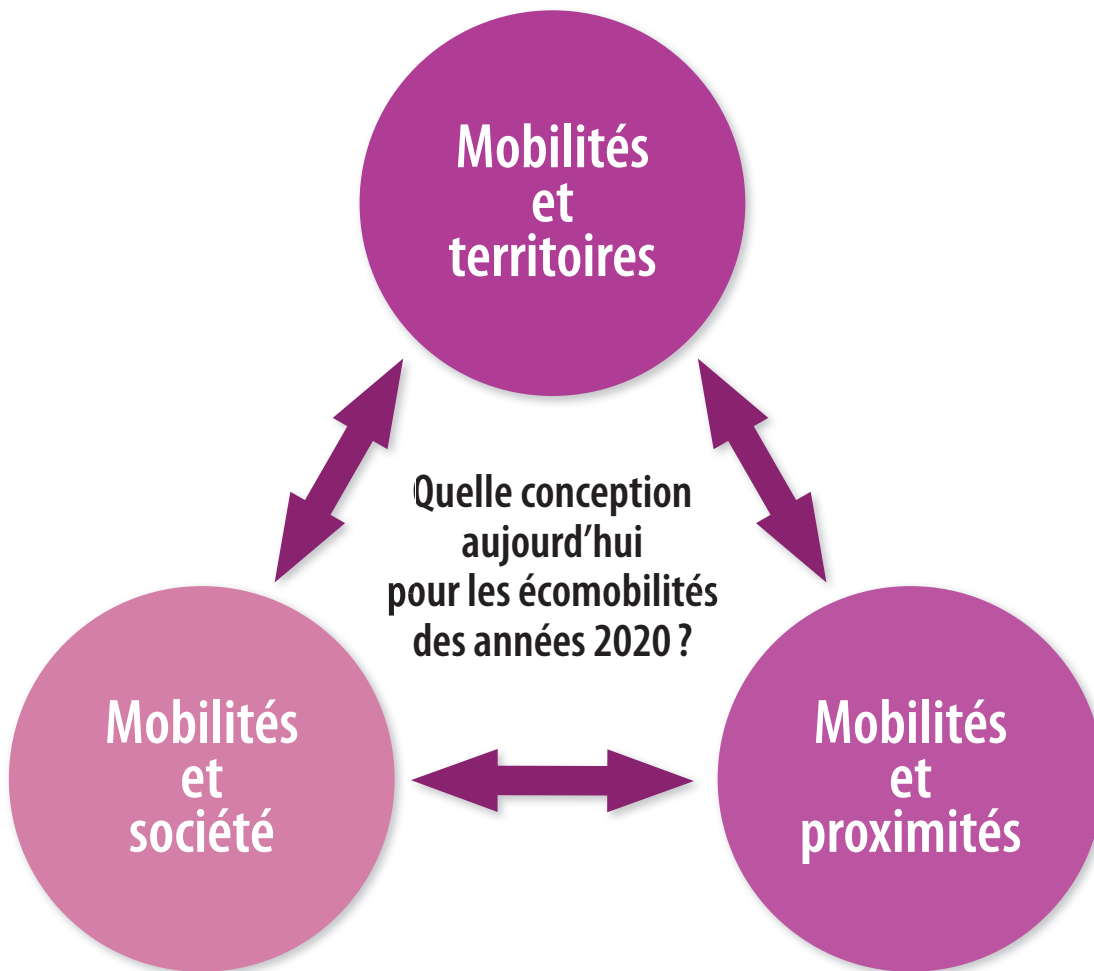 Mobilités
et
territoires
Quelle conception
aujourd’hui
pour les écomobilités
des années 2020 ?
Mobilités
et
société
Mobilités
et
proximités